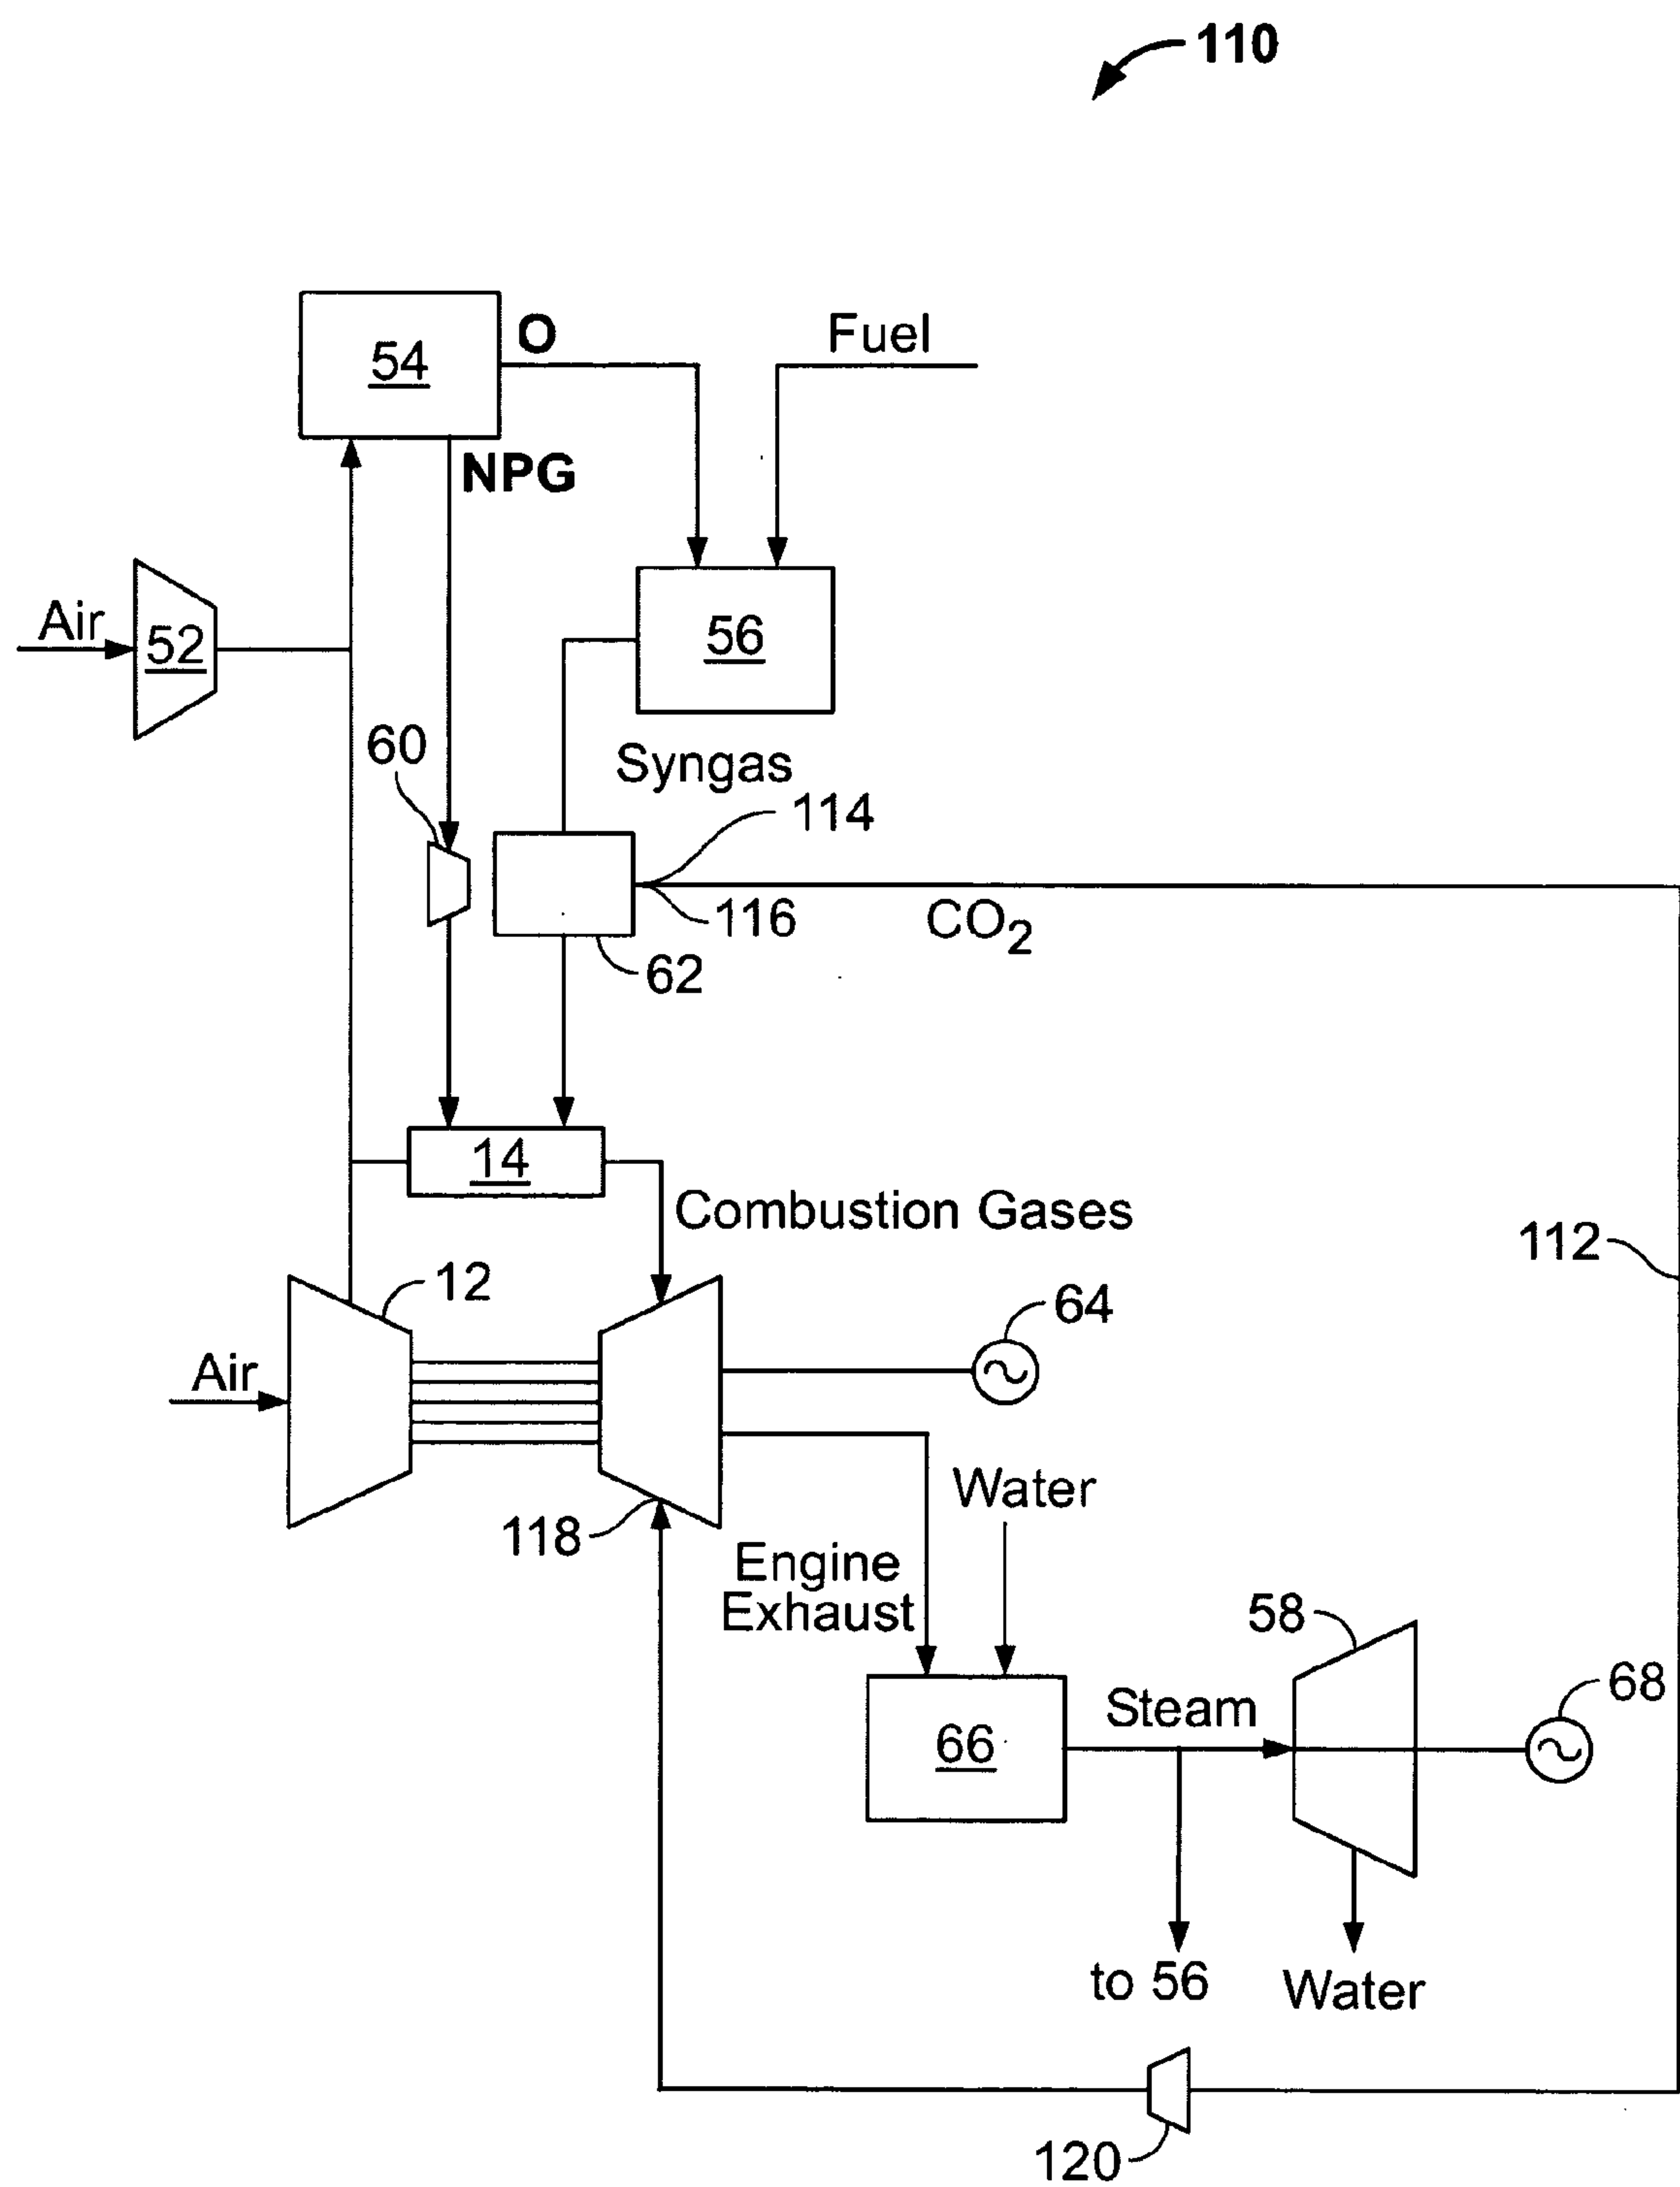 110
54
O
Fuel
NPG
Air
52
56
60
Syngas
114
116
CO2
62
14
Combustion Gases
112
12
64
Air
Water
118
Engine
Exhaust
58
68
Steam
66
to 56
Water
120